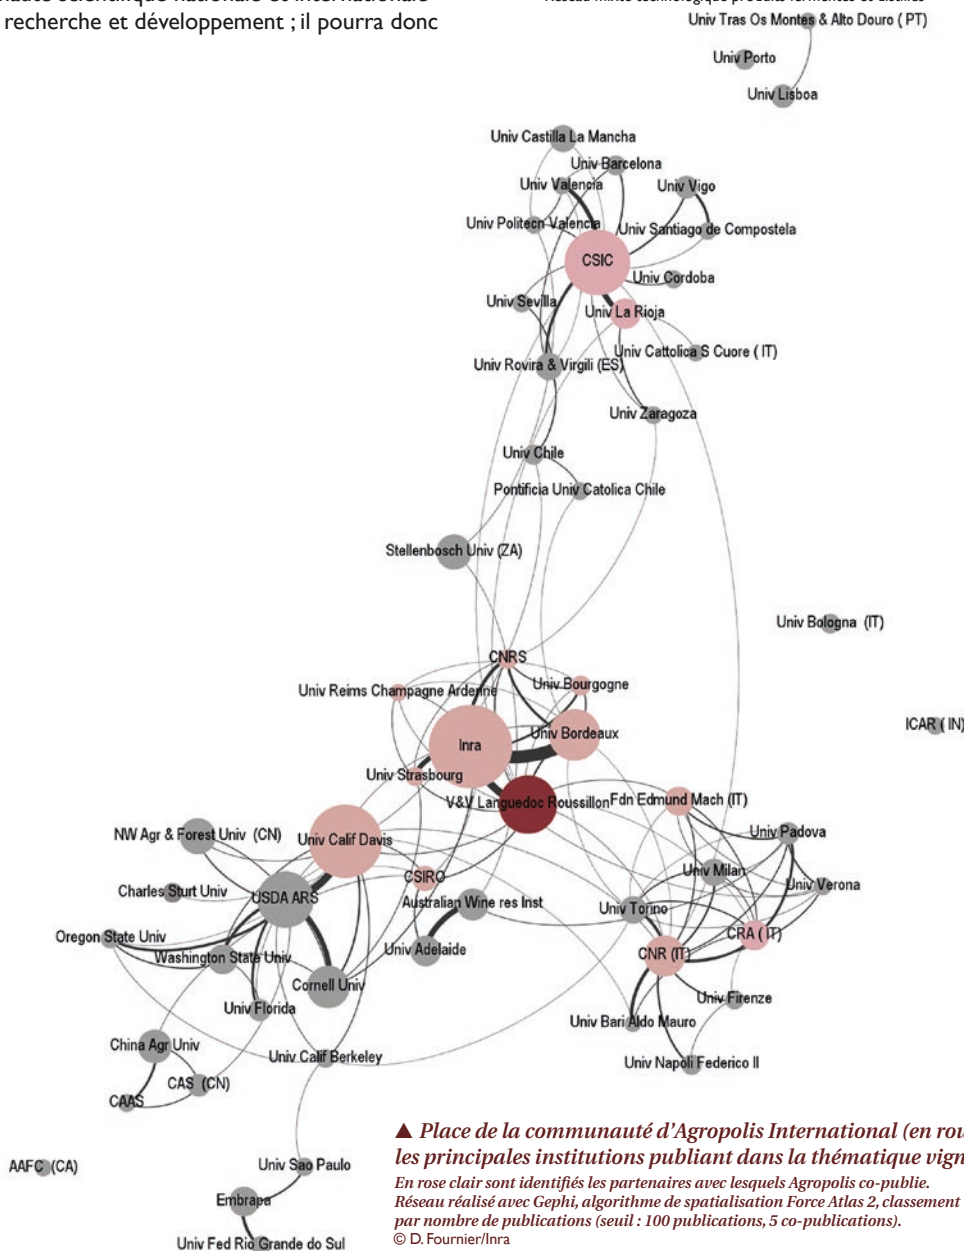 recherche et développement ; il pourra donc
Univ Tras Os Montes & Alto Douro ( PT)
Univ Porto
Univ Lisboa
Univ Castilla La Mancha
Univ Barcelona
Univ Valencia
Univ Vigo
Univ Politecn Valencia
Univ Santiago de Compostela
CSIC
Univ Cordoba
Univ Sevilla
Univ La Rioja
Univ Cattolica S Cuore ( IT)
Univ Rovira & Virgili (ES)
Univ Zaragoza
Univ Chile
Pontificia Univ Catolica Chile
Stellenbosch Univ (ZA)
Univ Bologna (IT)
CNRS
Univ Reims Champagne Ardenne
Univ Bourgogne
ICAR ( IN)
Univ Bordeaux
Inra
Univ Strasbourg
V&V Languedoc Roussillon
Fdn Edmund Mach (IT)
NW Agr & Forest Univ (CN)
Univ Calif Davis
Univ Padova
Univ Milan
CSIRO
Univ Verona
Charles Sturt Univ
USDA ARS
Australian Wine res Inst
Univ Torino
Oregon State Univ
CRA ( IT)
Univ Adelaide
CNR (IT)
Washington State Univ
Cornell Univ
Univ Firenze
Univ Florida
Univ Bari Aldo Mauro
China Agr Univ
Univ Calif Berkeley
Univ Napoli Federico II
CAS (CN)
CAAS
AAFC (CA)
Univ Sao Paulo
Embrapa
Univ Fed Rio Grande do Sul
▲ Place de la communauté d'Agropolis International (en rou
les principales institutions publiant dans la thématique vign
En rose clair sont identifiés les partenaires avec lesquels Agropolis co-publie.
Réseau réalisé avec Gephi, algorithme de spatialisation Force Atlas 2, classement
par nombre de publications (seuil : 100 publications, 5 co-publications).
© D. Fournier/Inra